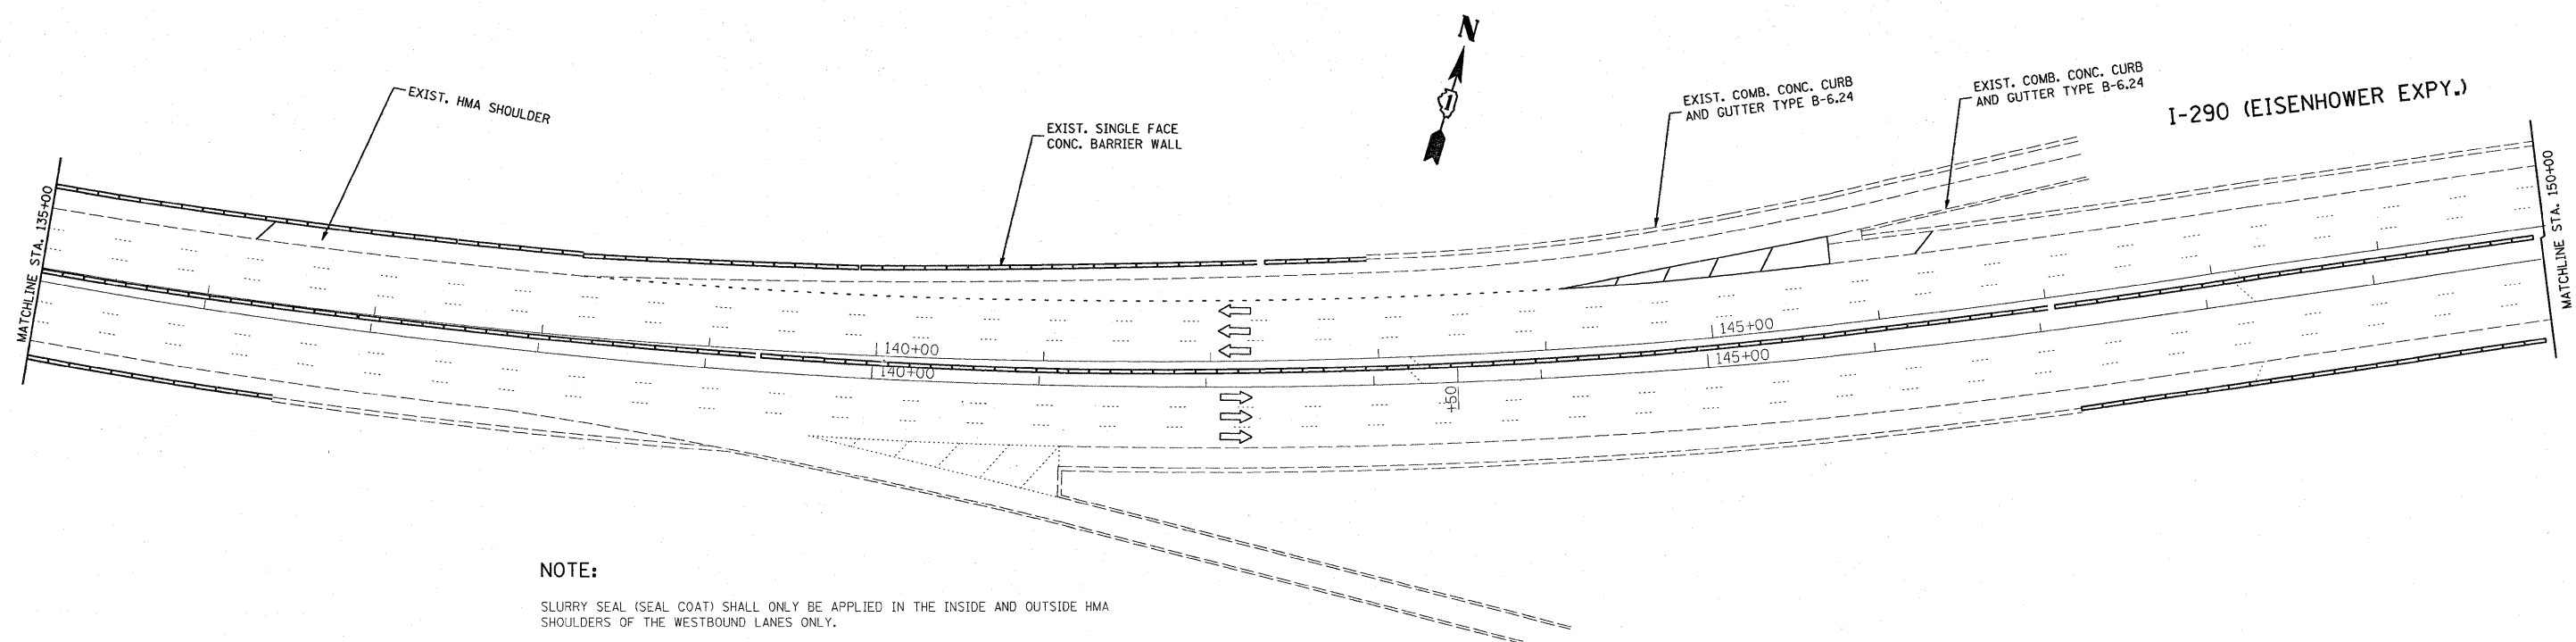 N
I-290 (EISENHOWER EXPY.)
EXIST. HMA SHOULDER
EXIST. SINGLE FACE
CONC. BARRIER WALL
EXIST. COMB. CONC. CURB
AND GUTTER TYPE B-6.24
EXIST. COMB. CONC. CURB
AND GUTTER TYPE B-6.24
MATCHLINE STA. 135+00
MATCHLINE STA. 150+00
140+00
140+00
145+00
145+00
+50
NOTE:
SLURRY SEAL (SEAL COAT) SHALL ONLY BE APPLIED IN THE INSIDE AND OUTSIDE HMA
SHOULDERS OF THE WESTBOUND LANES ONLY.